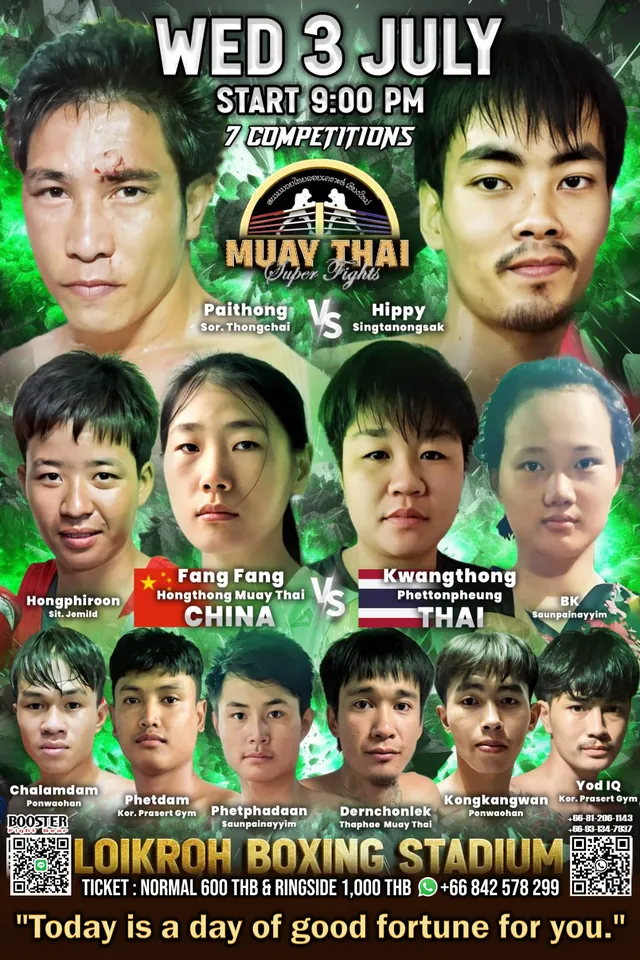 WED 3 JULY
START 9:00 PM
7 COMPETITIONS
MUAY THAI
Super Fights
Paithong
Sor. Thongchai
VS
Hippy
Singtanongsak
Hongphiroon
Sit. Jemild
Fang Fang
Hongthong Muay Thai
CHINA
VS
Kwangthong
Phettonpheung
THAI
BK
Saunpainayyim
Chalamdam
Ponwaohan
Phetdam
Kor. Prasert Gym
Phetphadaan
Saunpainayyim
Dernchonlek
Thaphae Muay Thai
Kongkangwan
Ponwaohan
Yod IQ
Kor. Prasert Gym
BOOSTER
Fight Gear
+66-81-206-1143
+66-93-134-7937
LOIKROH BOXING STADIUM
TICKET : NORMAL 600 THB & RINGSIDE 1,000 THB +66 842 578 299
"Today is a day of good fortune for you."